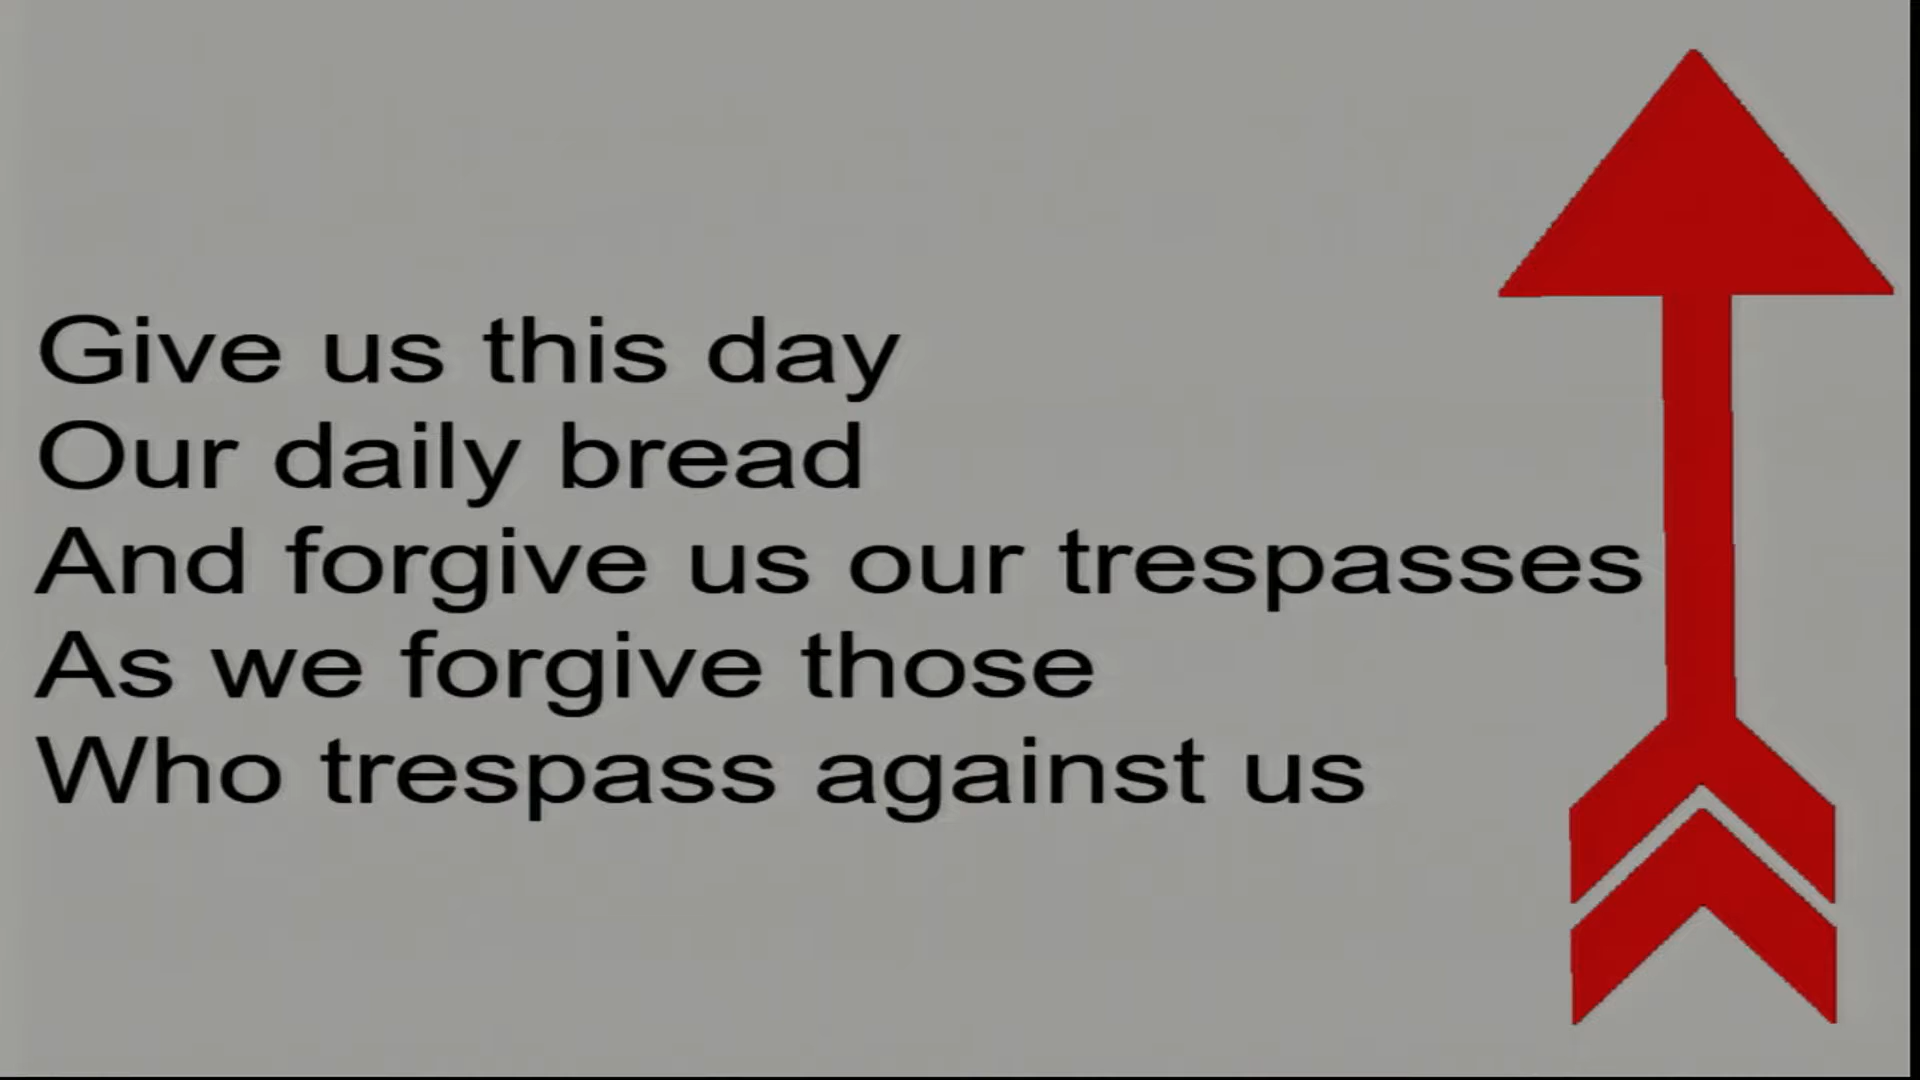 Give us this day
Our daily bread
And forgive us our trespasses
As we forgive those
Who trespass against us